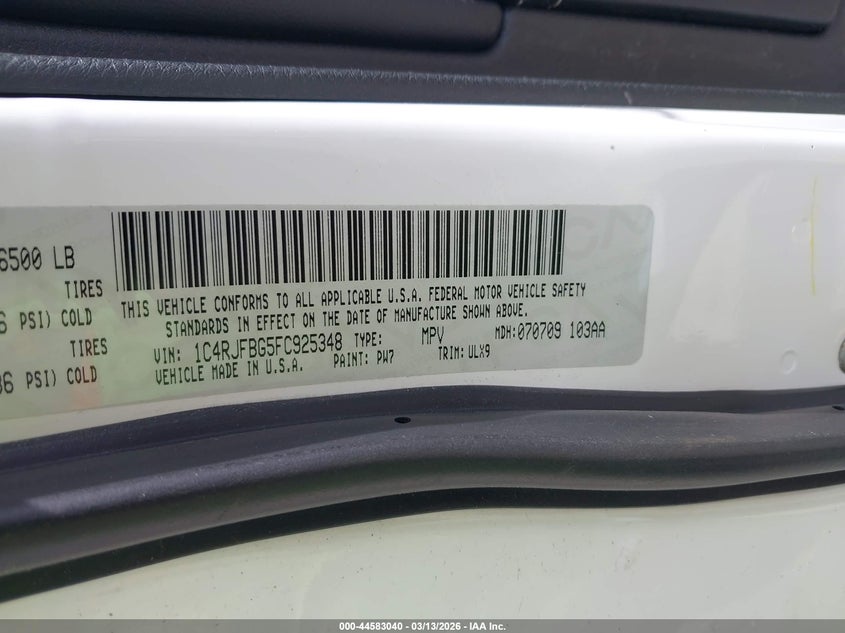 6500 LB
TIRES
6 PSI) COLD
TIRES
36 PSI) COLD
THIS VEHICLE CONFORMS TO ALL APPLICABLE U.S.A. FEDERAL MOTOR VEHICLE SAFETY
STANDARDS IN EFFECT ON THE DATE OF MANUFACTURE SHOWN ABOVE.
VIN: 1C4RJFBG5FC925348 TYPE: MPV MDH: 070709 103AA
VEHICLE MADE IN U.S.A. PAINT: PW7 TRIM: ULX9
000-44583040 / 03/13/2026 - IAA Inc.